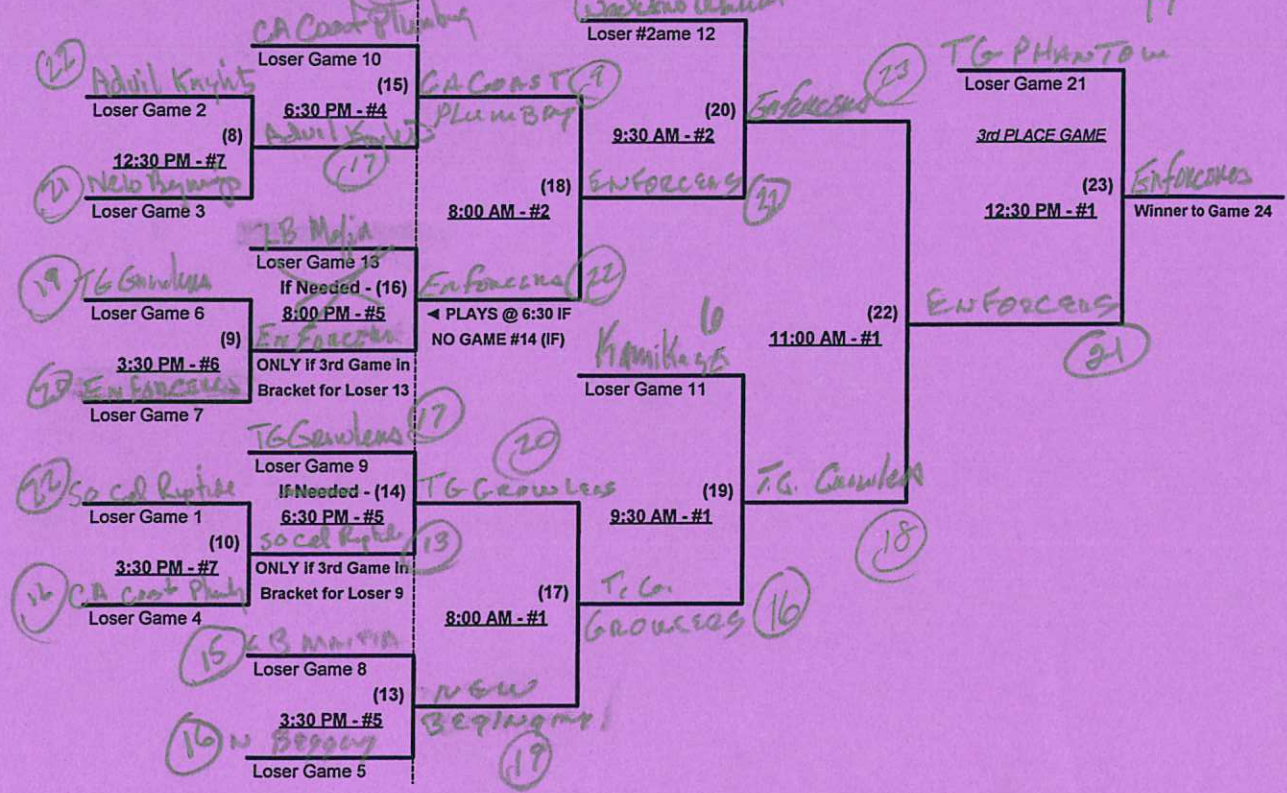 CA Coast Plumbing
Loser Game 10
(22)
Advil Knights
Loser Game 2
(8)
12:30 PM - #7
(21)
Loser Game 3
(15)
6:30 PM - #4
Advil Knights
(17)
CA COAST
Plumbing
(9)
LB Mafia
Loser Game 13
If Needed - (16)
8:00 PM - #5
Enforcers
ONLY if 3rd Game in
Bracket for Loser 13
(19)
TG Growlers
Loser Game 6
(9)
3:30 PM - #6
ENFORCERS
Loser Game 7
Enforcers
(22)
◄ PLAYS @ 6:30 IF
NO GAME #14 (IF)
(18)
8:00 AM - #2
TG Growlers
(17)
Loser Game 9
If Needed - (14)
6:30 PM - #5
So Cal Riptide
(13)
ONLY if 3rd Game in
Bracket for Loser 9
(22)
So Cal Riptide
Loser Game 1
(10)
3:30 PM - #7
(16)
CA Coast Plumb
Loser Game 4
(15)
LB MAFIA
Loser Game 8
(13)
3:30 PM - #5
(16)
Loser Game 5
TG GROWLERS
(20)
(17)
8:00 AM - #1
NEW
(19)
Loser #2ame 12
(20)
9:30 AM - #2
ENFORCERS
Kamikaze
6
Loser Game 11
(19)
9:30 AM - #1
T.G.
GROWLERS
(16)
Enforcers
(23)
(22)
11:00 AM - #1
T.G. Growlers
(18)
TG PHANTOM
Loser Game 21
3rd PLACE GAME
(23)
12:30 PM - #1
ENFORCERS
(21)
Enforcers
Winner to Game 24